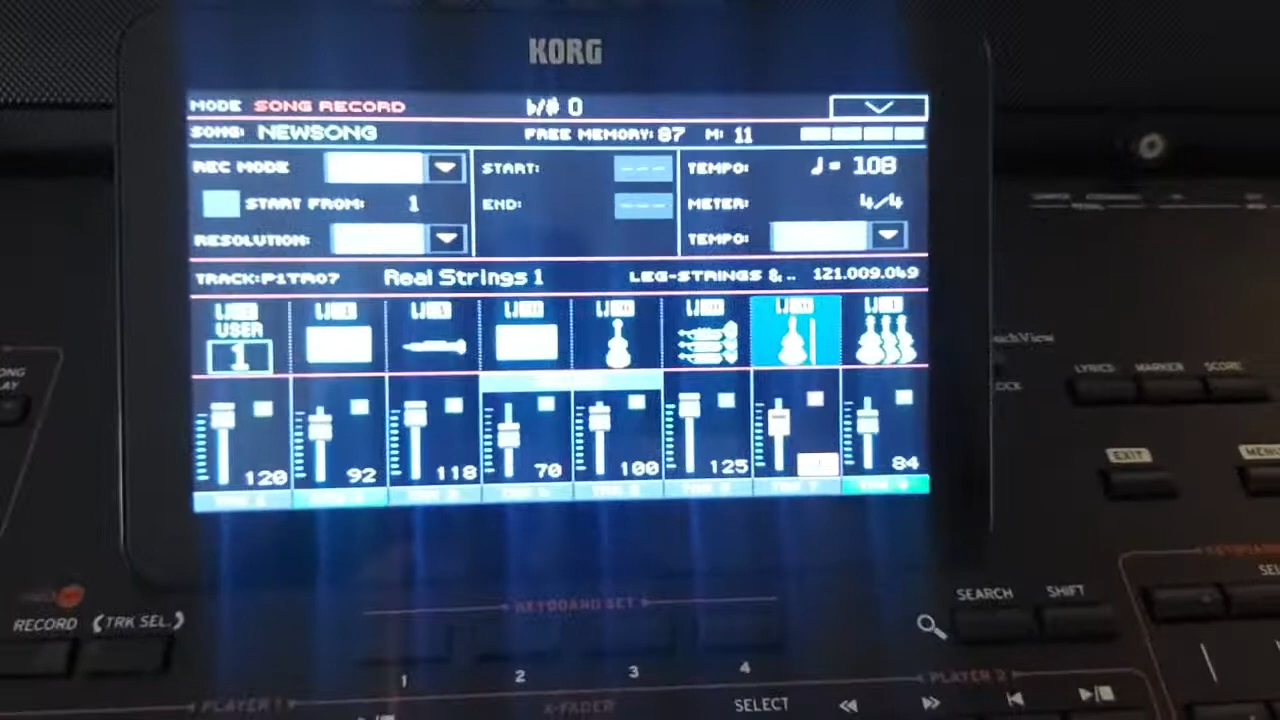 KORG
MODE SONG RECORD ♭/# 0
SONG: NEWSONG FREE MEMORY: 87 M: 11
REC MODE START: --- TEMPO: ♩= 108
START FROM: 1 END: --- METER: 4/4
RESOLUTION: TEMPO:
TRACK:P1TR07 Real Strings 1 LEG-STRINGS &.. 121.009.049
USER
1
120 92 118 70 100 125 84
LYRICS MARKER SCORE
EXIT
KEYBOARD SET
SEARCH SHIFT
RECORD (TRK SEL.)
1 2 3 4
PLAYER 1 X-FADER SELECT PLAYER 2